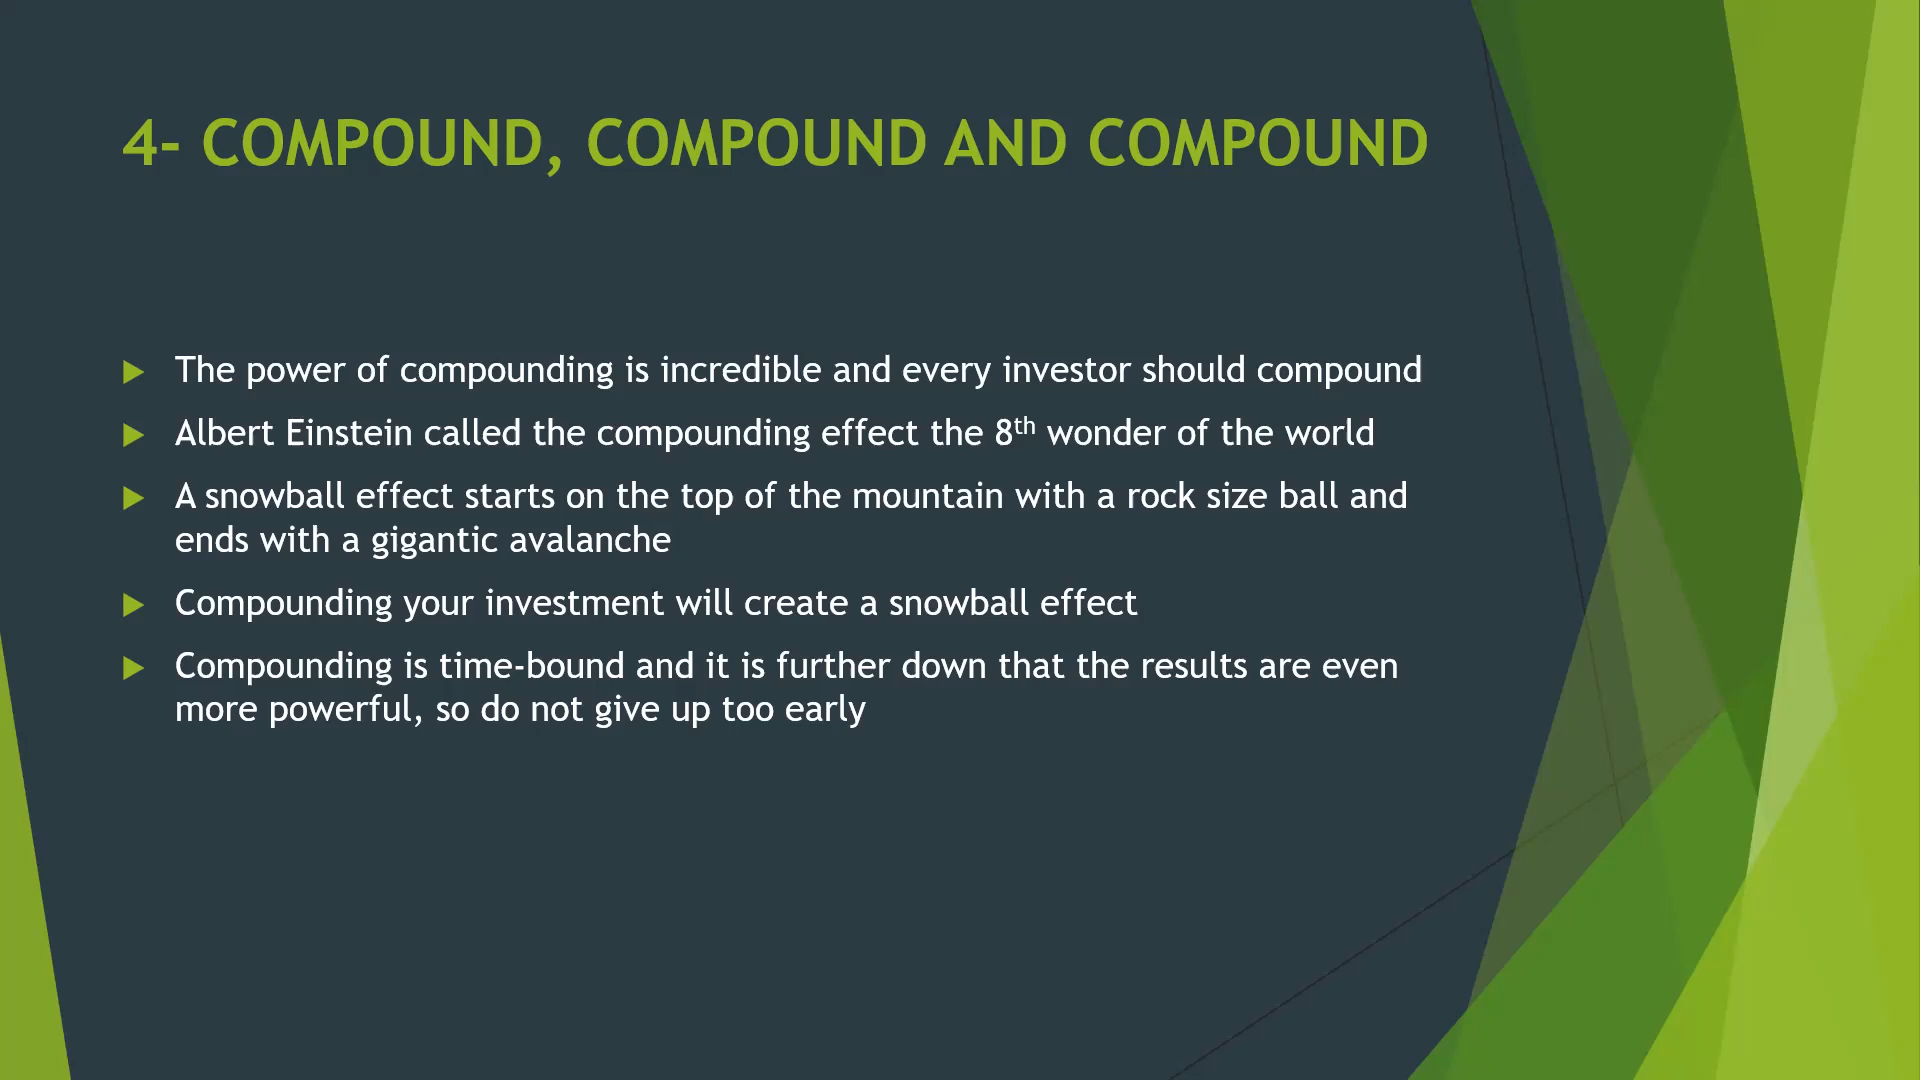 4- COMPOUND, COMPOUND AND COMPOUND
The power of compounding is incredible and every investor should compound
Albert Einstein called the compounding effect the 8th wonder of the world
A snowball effect starts on the top of the mountain with a rock size ball and
ends with a gigantic avalanche
Compounding your investment will create a snowball effect
Compounding is time-bound and it is further down that the results are even
more powerful, so do not give up too early